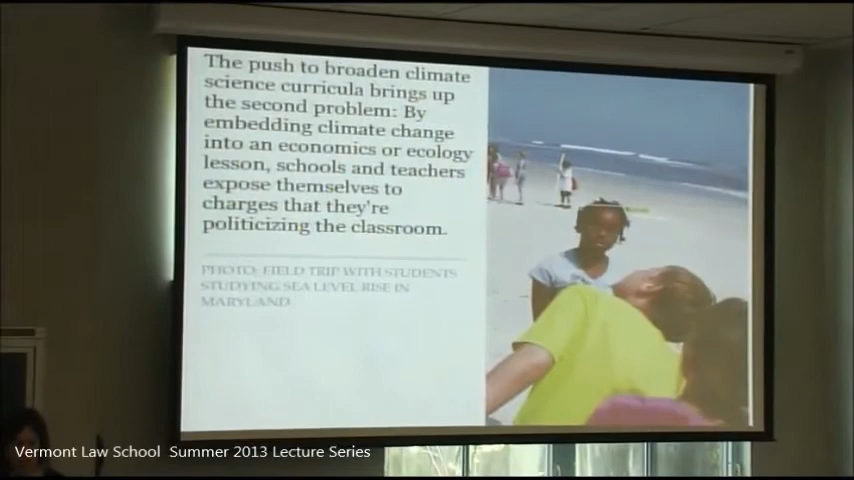 The push to broaden climate
science curricula brings up
the second problem: By
embedding climate change
into an economics or ecology
lesson, schools and teachers
expose themselves to
charges that they're
politicizing the classroom.
PHOTO: FIELD TRIP WITH STUDENTS
STUDYING SEA LEVEL RISE IN
MARYLAND
Vermont Law School  Summer 2013 Lecture Series